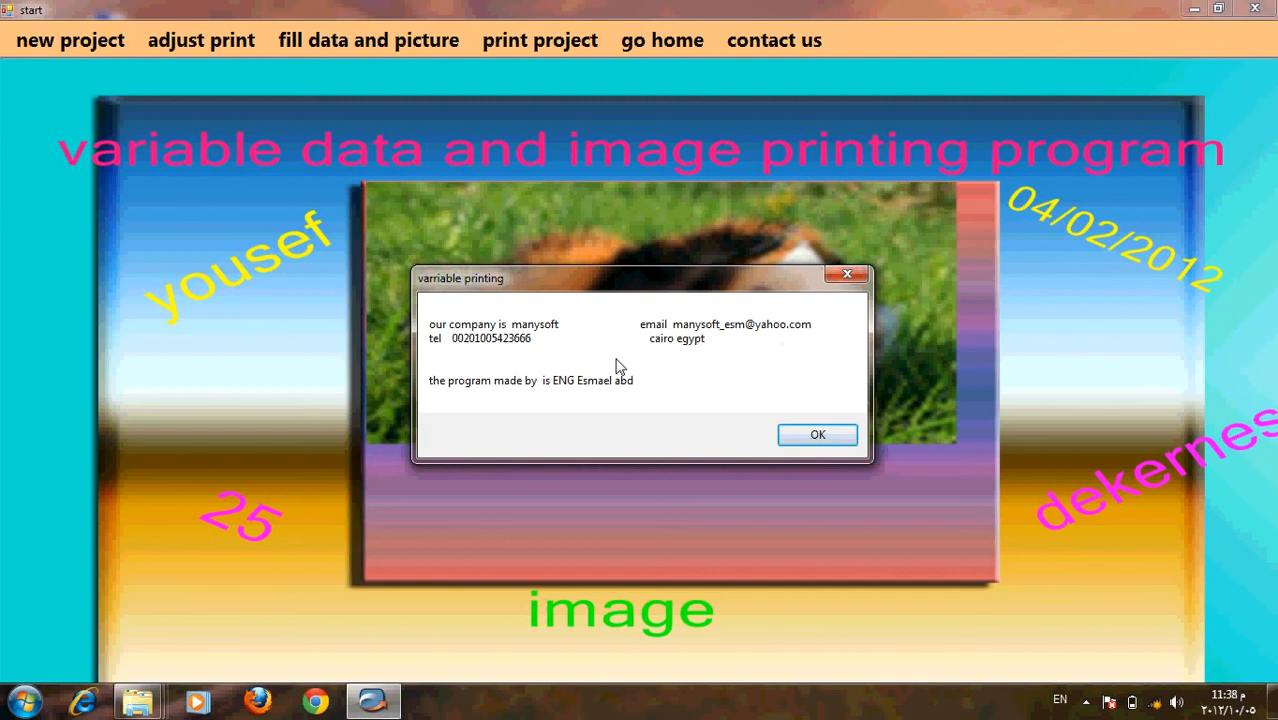 start
new project adjust print fill data and picture print project go home contact us
variable data and image printing program
yousef
04/02/2012
varriable printing
our company is manysoft email manysoft_esm@yahoo.com
tel 00201005423666 cairo egypt
the program made by is ENG Esmael abd
OK
25
dekernes
image
EN
11:38 م
٢٠١٢/١٠/٠٥